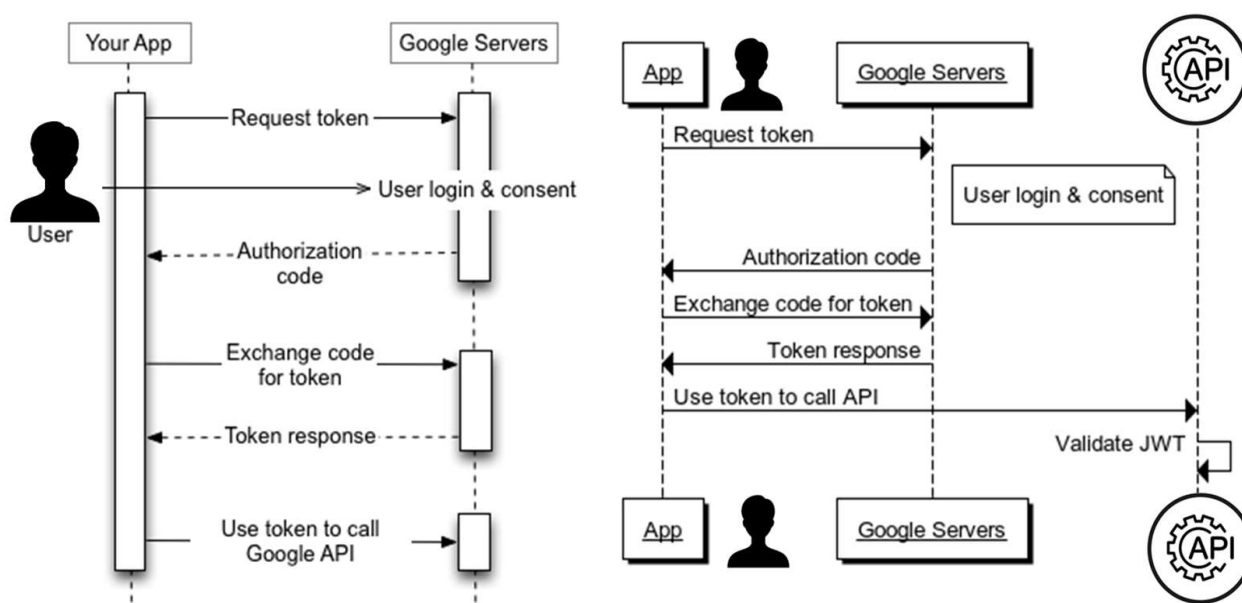 Your App
Google Servers
Request token
User login & consent
User
Authorization
code
Exchange code
for token
Token response
Use token to call
Google API
App
Google Servers
API
Request token
User login & consent
Authorization code
Exchange code for token
Token response
Use token to call API
Validate JWT
App
Google Servers
API